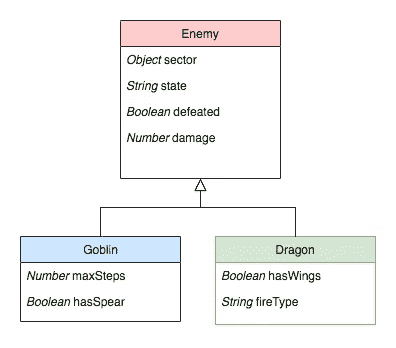 Enemy
Object sector
String state
Boolean defeated
Number damage
Goblin
Number maxSteps
Boolean hasSpear
Dragon
Boolean hasWings
String fireType